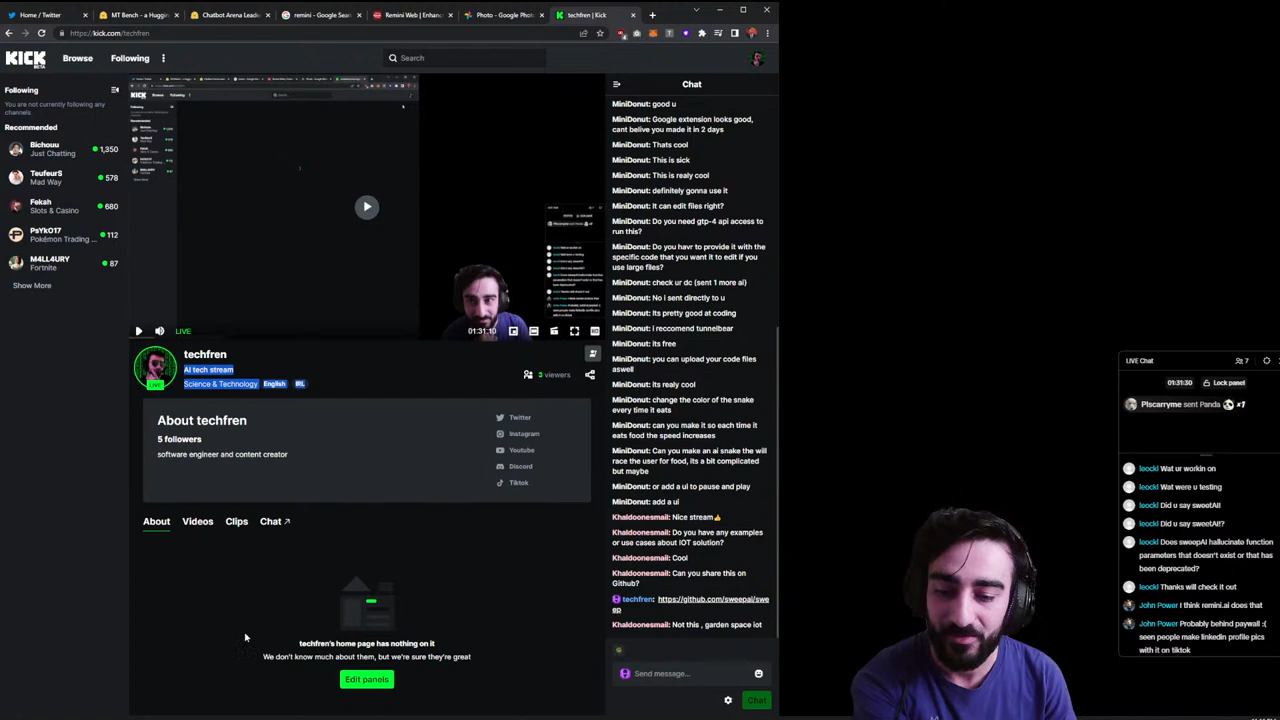 Home / Twitter
MT Bench - a Hugging
Chatbot Arena Leade
remini - Google Sear
Remini Web | Enhanc
Photo - Google Phot
techfren | Kick
kick.com/techfren
KICK
BETA
Browse
Following
Search
Following
You are not currently following any
channels
Recommended
Bichouu
Just Chatting
1,350
TeufeurS
Mad Way
578
Fekah
Slots & Casino
680
PsYkO17
Pokémon Trading ...
112
M4LL4URY
Fortnite
87
Show More
LIVE
01:31:10
HD
techfren
AI tech stream
Science & Technology
English
IRL
LIVE
3 viewers
About techfren
5 followers
software engineer and content creator
Twitter
Instagram
Youtube
Discord
Tiktok
About
Videos
Clips
Chat
techfren's home page has nothing on it
We don't know much about them, but we're sure they're great
Edit panels
Chat
MiniDonut: good u
MiniDonut: Google extension looks good,
cant belive you made it in 2 days
MiniDonut: Thats cool
MiniDonut: This is sick
MiniDonut: This is realy cool
MiniDonut: definitely gonna use it
MiniDonut: It can edit files right?
MiniDonut: Do you need gtp-4 api access to
run this?
MiniDonut: Do you havr to provide it with the
specific code that you want it to edit if you
use large files?
MiniDonut: check ur dc (sent 1 more ai)
MiniDonut: No i sent directly to u
MiniDonut: Its pretty good at coding
MiniDonut: i reccomend tunnelbear
MiniDonut: its free
MiniDonut: you can upload your code files
aswell
MiniDonut: its realy cool
MiniDonut: change the color of the snake
every time it eats
MiniDonut: can you make it so each time it
eats food the speed increases
MiniDonut: Can you make an ai snake the will
race the user for food, its a bit complicated
but maybe
MiniDonut: or add a ui to pause and play
MiniDonut: add a ui
Khaldoonesmail: Nice stream👍
Khaldoonesmail: Do you have any examples
or use cases about IOT solution?
Khaldoonesmail: Cool
Khaldoonesmail: Can you share this on
Github?
techfren: https://github.com/sweepai/swe
ep
Khaldoonesmail: Not this , garden space iot
Send message...
Chat
LIVE Chat
7
01:31:30
Lock panel
Plscarryme sent Panda x1
leockl Wat ur workin on
leockl Wat were u testing
leockl Did u say sweetAI!
leockl Did u say sweetAI!?
leockl Does sweepAI hallucinate function
parameters that doesn't exist or that has
been deprecated?
leockl Thanks will check it out
John Power I think remini.ai does that
John Power Probably behind paywall :(
seen people make linkedin profile pics
with it on tiktok